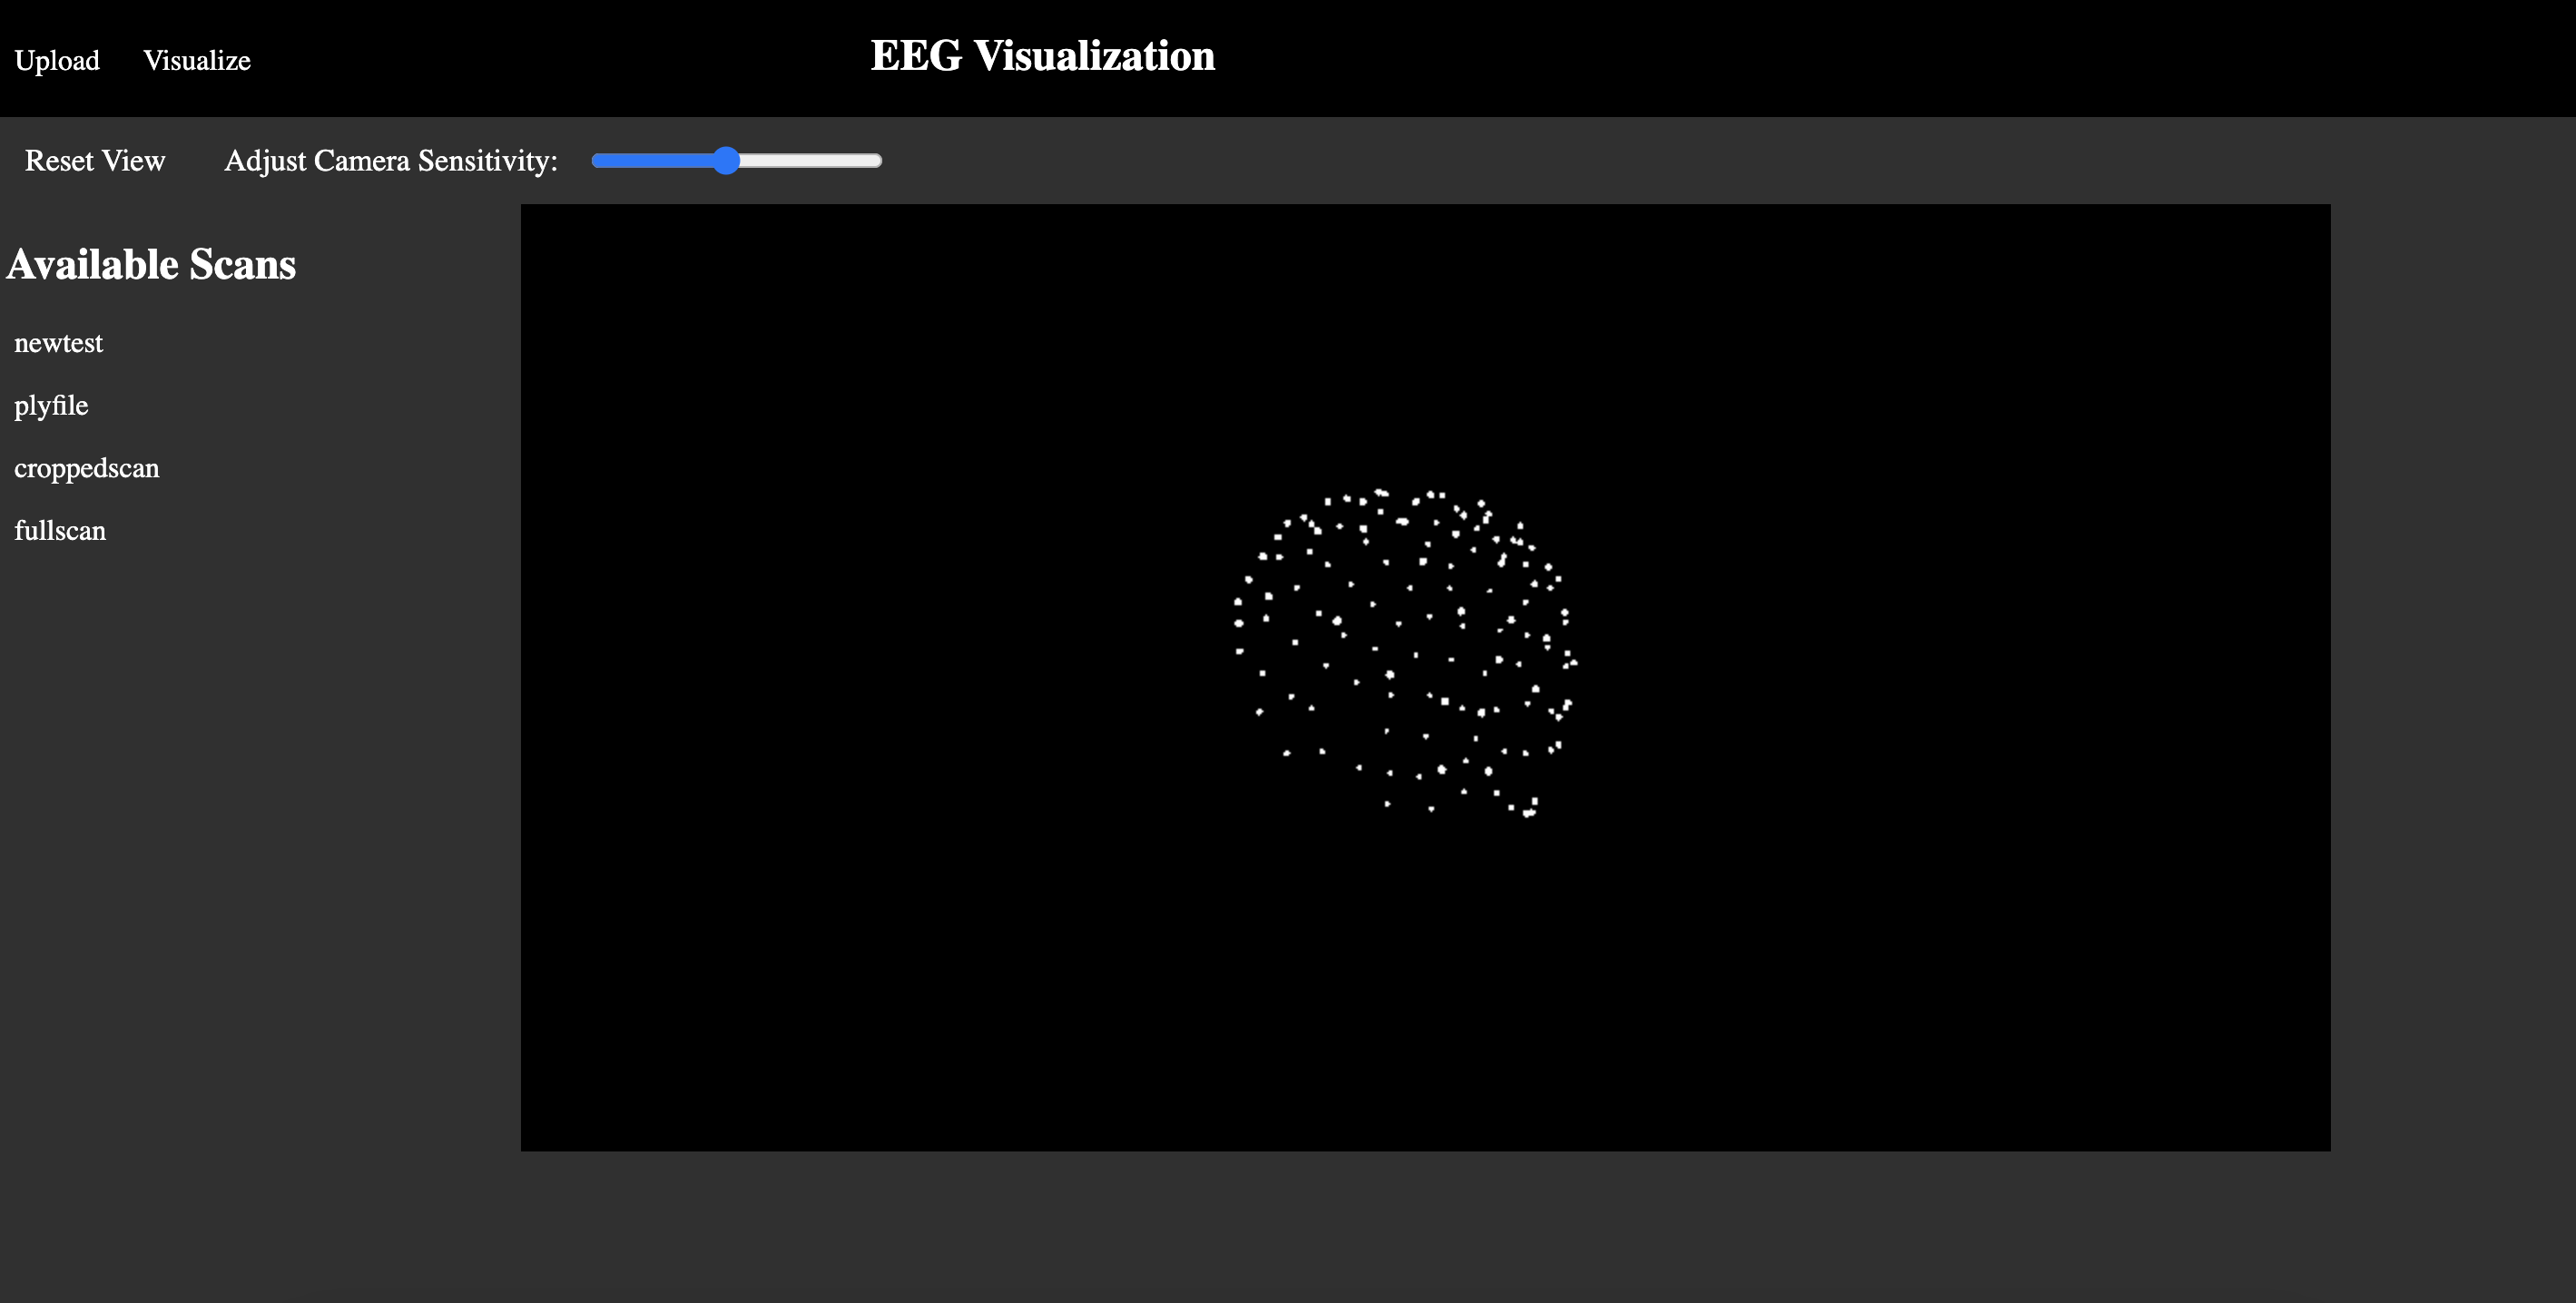 Upload Visualize EEG Visualization
Reset View Adjust Camera Sensitivity:
Available Scans
newtest
plyfile
croppedscan
fullscan